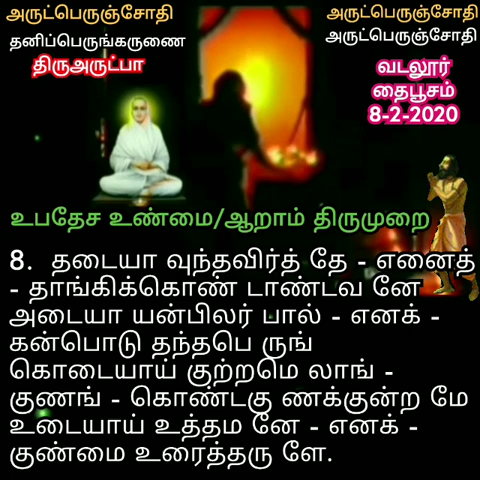 அருட்பெருஞ்சோதி
தனிப்பெருங்கருணை
திருஅருட்பா
அருட்பெருஞ்சோதி
அருட்பெருஞ்சோதி
வடலூர்
தைபூசம்
8-2-2020
உபதேச உண்மை/ஆறாம் திருமுறை
8. தடையா வுந்தவிர்த் தே - எனைத்
- தாங்கிக்கொண் டாண்டவ னே
அடையா யன்பிலர் பால் - எனக் -
கன்பொடு தந்தபெ ருங்
கொடையாய் குற்றமெ லாங் -
குணங் - கொண்டகு ணக்குன்ற மே
உடையாய் உத்தம னே - எனக் -
குண்மை உரைத்தரு ளே.